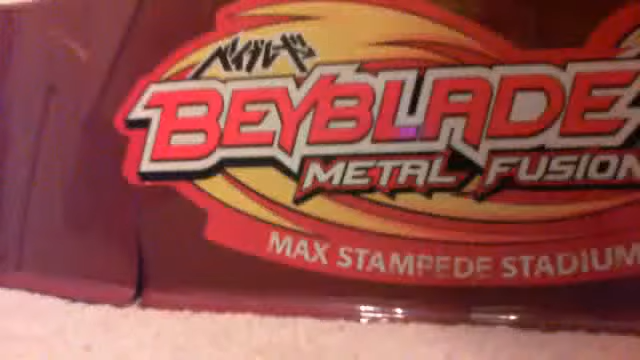 ベイブレード
BEYBLADE
METAL FUSION
MAX STAMPEDE STADIUM